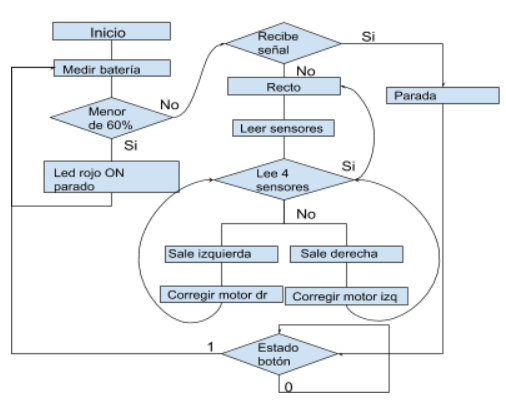 Inicio
Medir batería
Menor
de 60%
No
Si
Led rojo ON
parado
Recibe
señal
Si
No
Recto
Parada
Leer sensores
Lee 4
sensores
Si
No
Sale izquierda
Sale derecha
Corregir motor dr
Corregir motor izq
Estado
botón
1
0